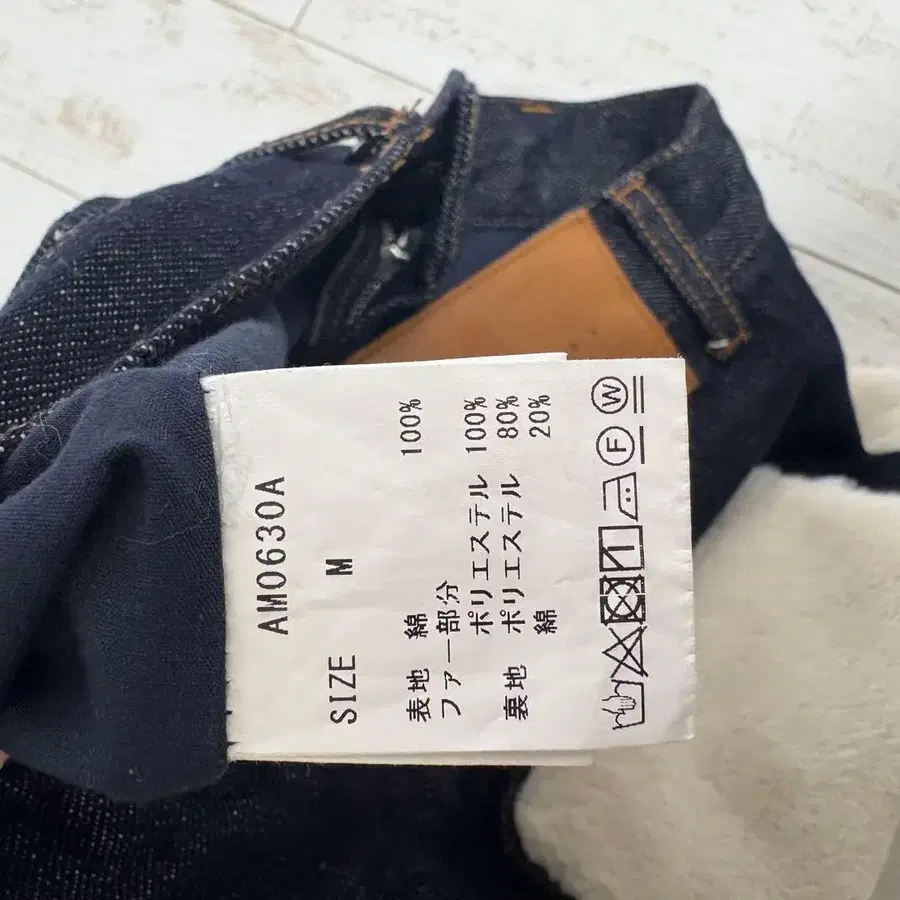 AM0630A
SIZE M
表地 綿 100%
ファー部分
ポリエステル 100%
裏地 ポリエステル 80%
綿 20%
F W